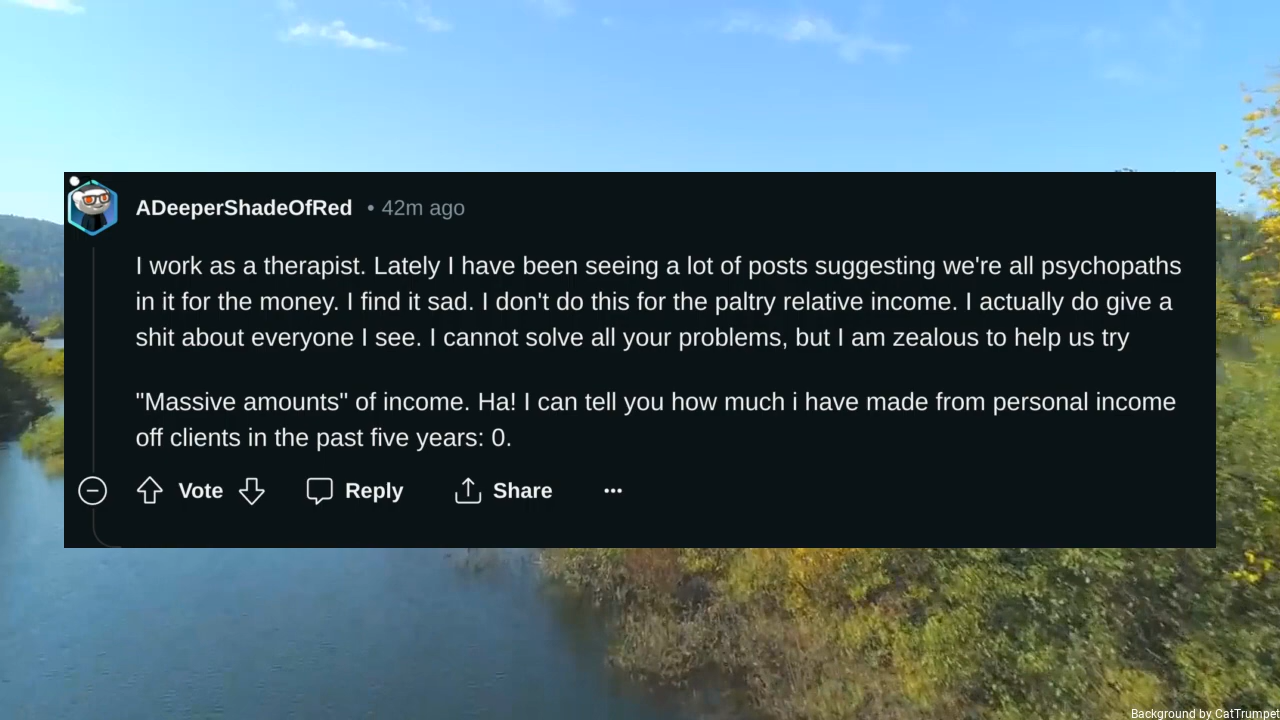 ADeeperShadeOfRed • 42m ago
I work as a therapist. Lately I have been seeing a lot of posts suggesting we're all psychopaths
in it for the money. I find it sad. I don't do this for the paltry relative income. I actually do give a
shit about everyone I see. I cannot solve all your problems, but I am zealous to help us try
"Massive amounts" of income. Ha! I can tell you how much i have made from personal income
off clients in the past five years: 0.
Vote Reply Share
Background by CatTrumpet